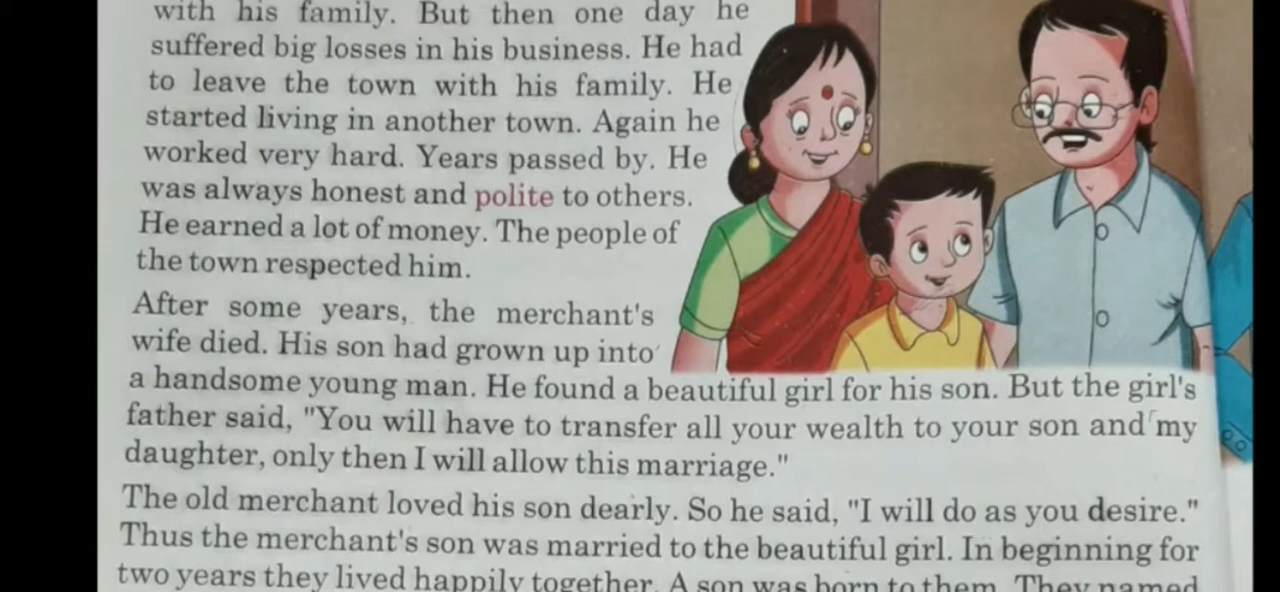 with his family. But then one day he
suffered big losses in his business. He had
to leave the town with his family. He
started living in another town. Again he
worked very hard. Years passed by. He
was always honest and polite to others.
He earned a lot of money. The people of
the town respected him.
After some years, the merchant's
wife died. His son had grown up into
a handsome young man. He found a beautiful girl for his son. But the girl's
father said, "You will have to transfer all your wealth to your son and my
daughter, only then I will allow this marriage."
The old merchant loved his son dearly. So he said, "I will do as you desire."
Thus the merchant's son was married to the beautiful girl. In beginning for
two years they lived happily together. A son was born to them. They named